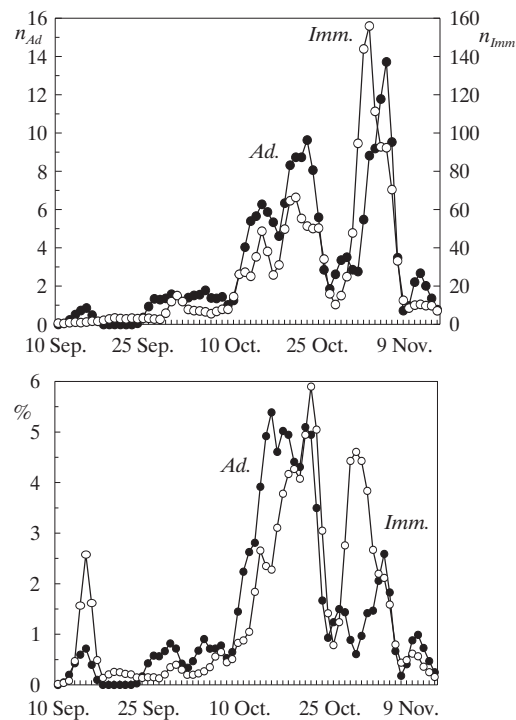 n_Ad Imm. n_Imm
16 160
14 140
12 120
10 Ad. 100
8 80
6 60
4 40
2 20
0 0
10 Sep. 25 Sep. 10 Oct. 25 Oct. 9 Nov.
6
%
5
Ad.
4
Imm.
3
2
1
0
10 Sep. 25 Sep. 10 Oct. 25 Oct. 9 Nov.